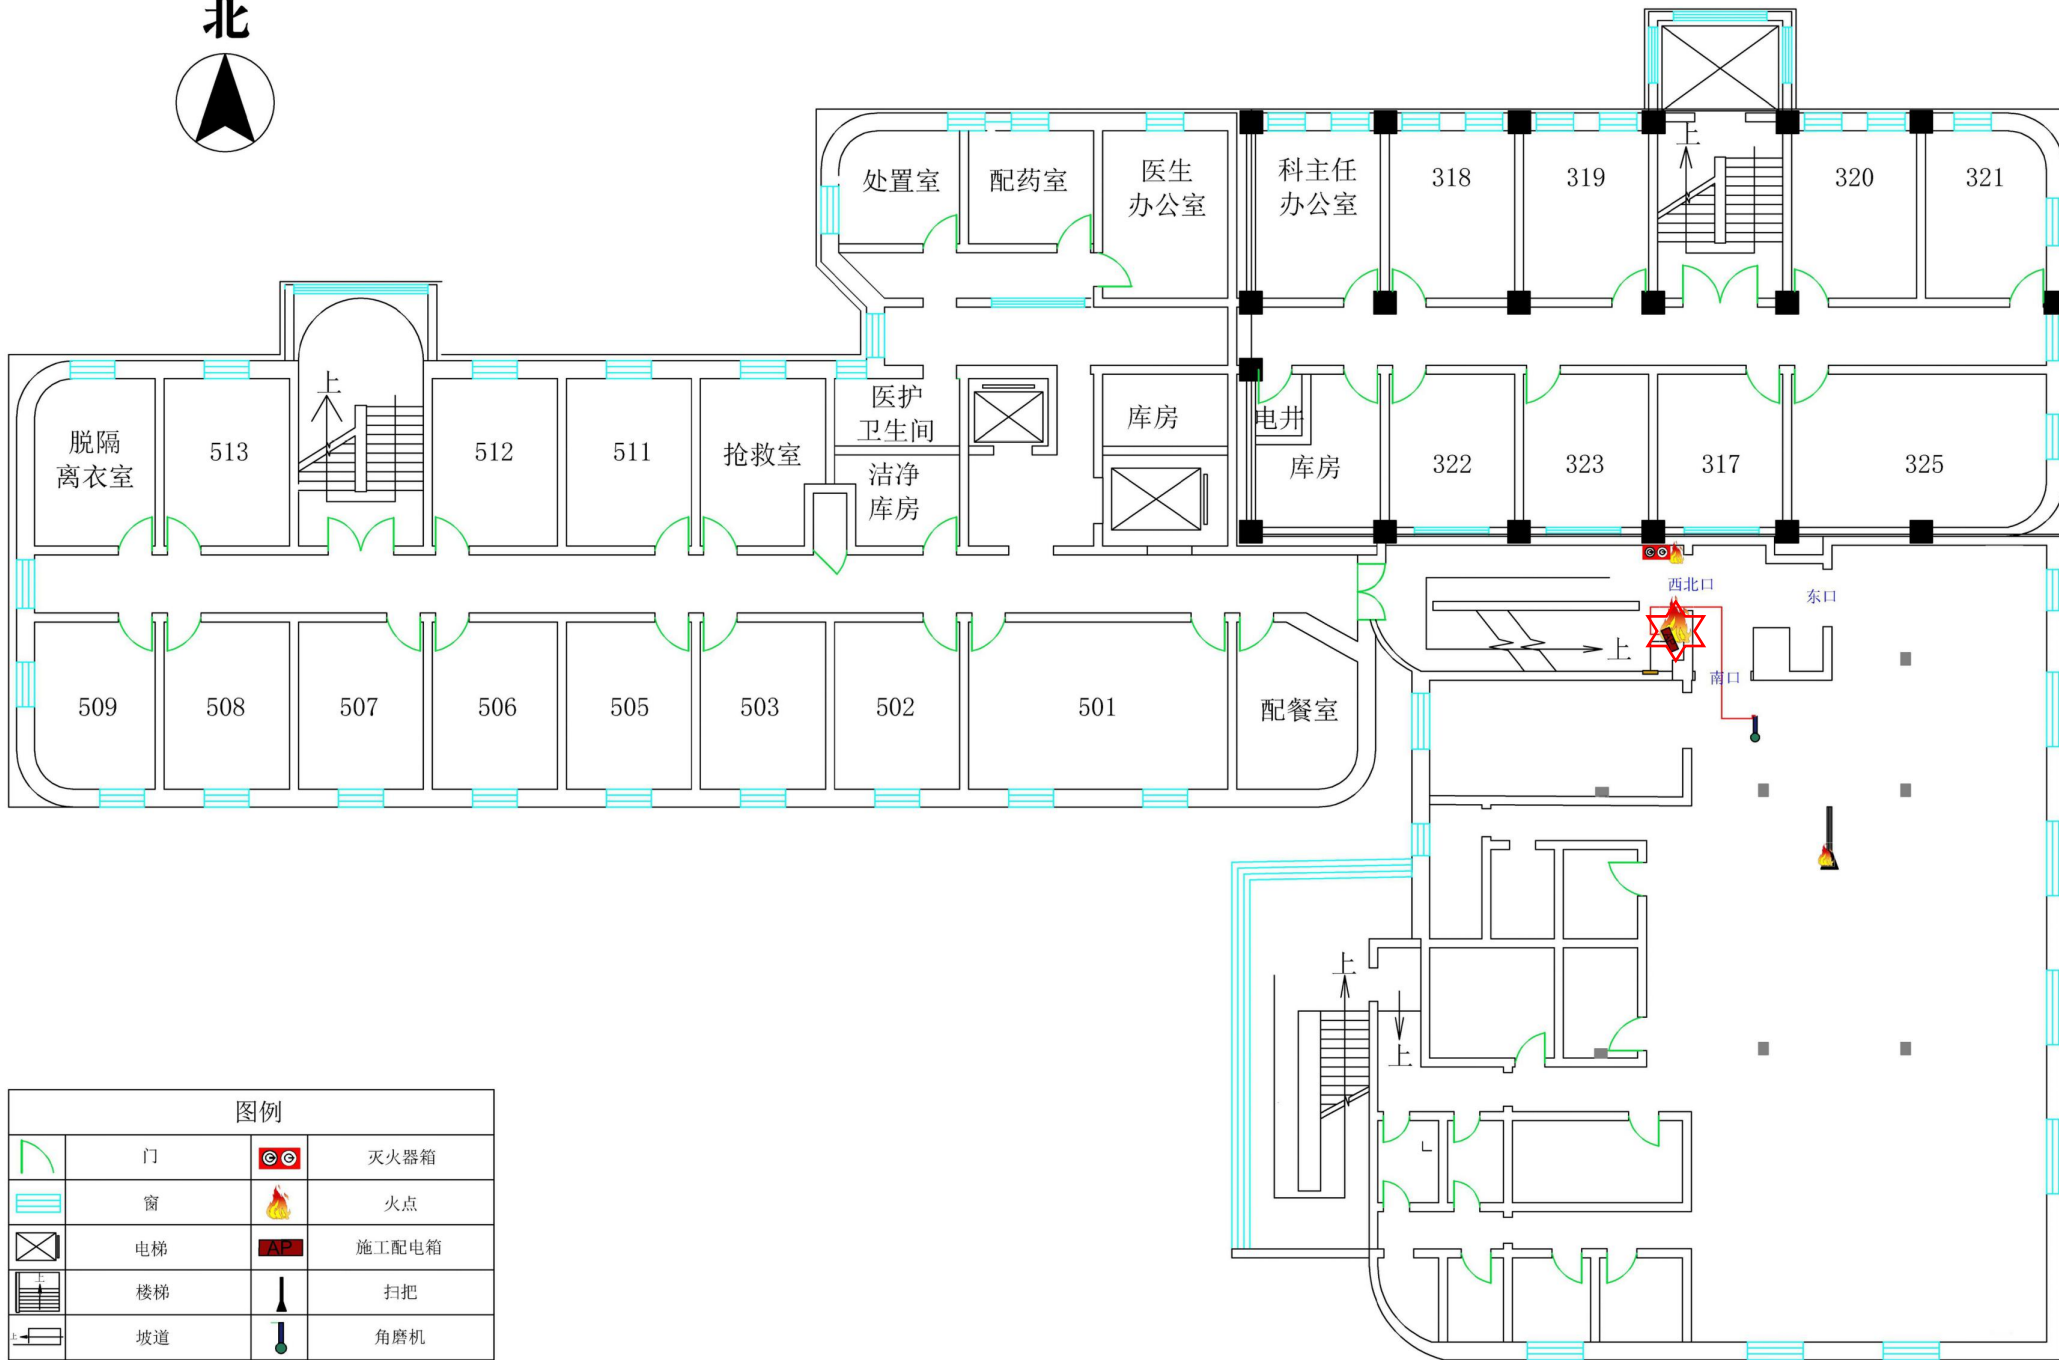 北
处置室
配药室
医生
办公室
科主任
办公室
318
319
上
320
321
上
脱隔
离衣室
513
512
511
抢救室
医护
卫生间
洁净
库房
库房
电井
库房
322
323
317
325
西北口
东口
上
南口
509
508
507
506
505
503
502
501
配餐室
上
上
图例
门
灭火器箱
窗
火点
电梯
AP
施工配电箱
上
楼梯
扫把
上
坡道
角磨机